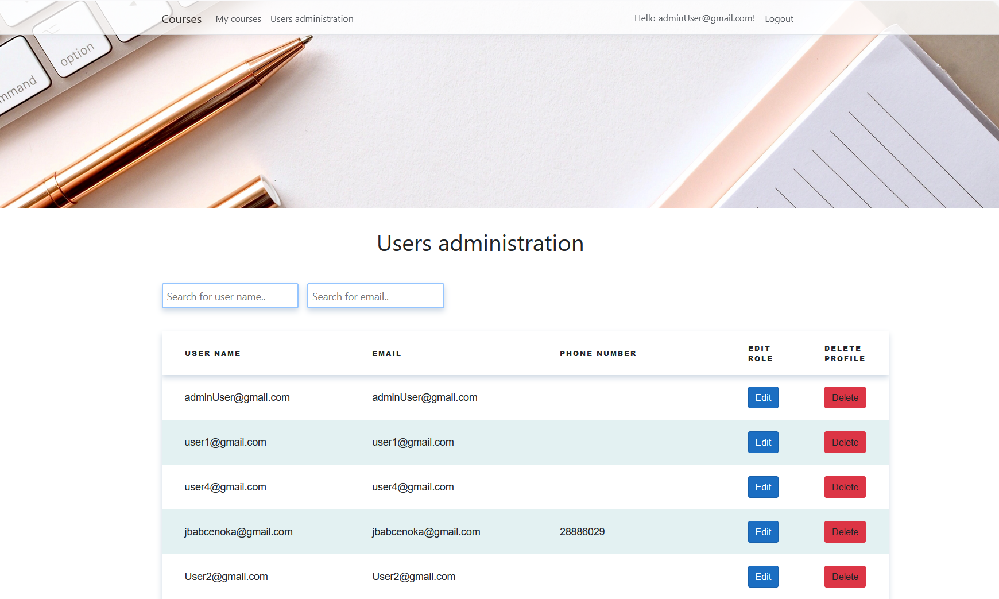 Courses My courses Users administration Hello adminUser@gmail.com! Logout
option
mmand
Users administration
Search for user name.. Search for email..
USER NAME EMAIL PHONE NUMBER EDIT ROLE DELETE PROFILE
adminUser@gmail.com adminUser@gmail.com Edit Delete
user1@gmail.com user1@gmail.com Edit Delete
user4@gmail.com user4@gmail.com Edit Delete
jbabcenoka@gmail.com jbabcenoka@gmail.com 28886029 Edit Delete
User2@gmail.com User2@gmail.com Edit Delete